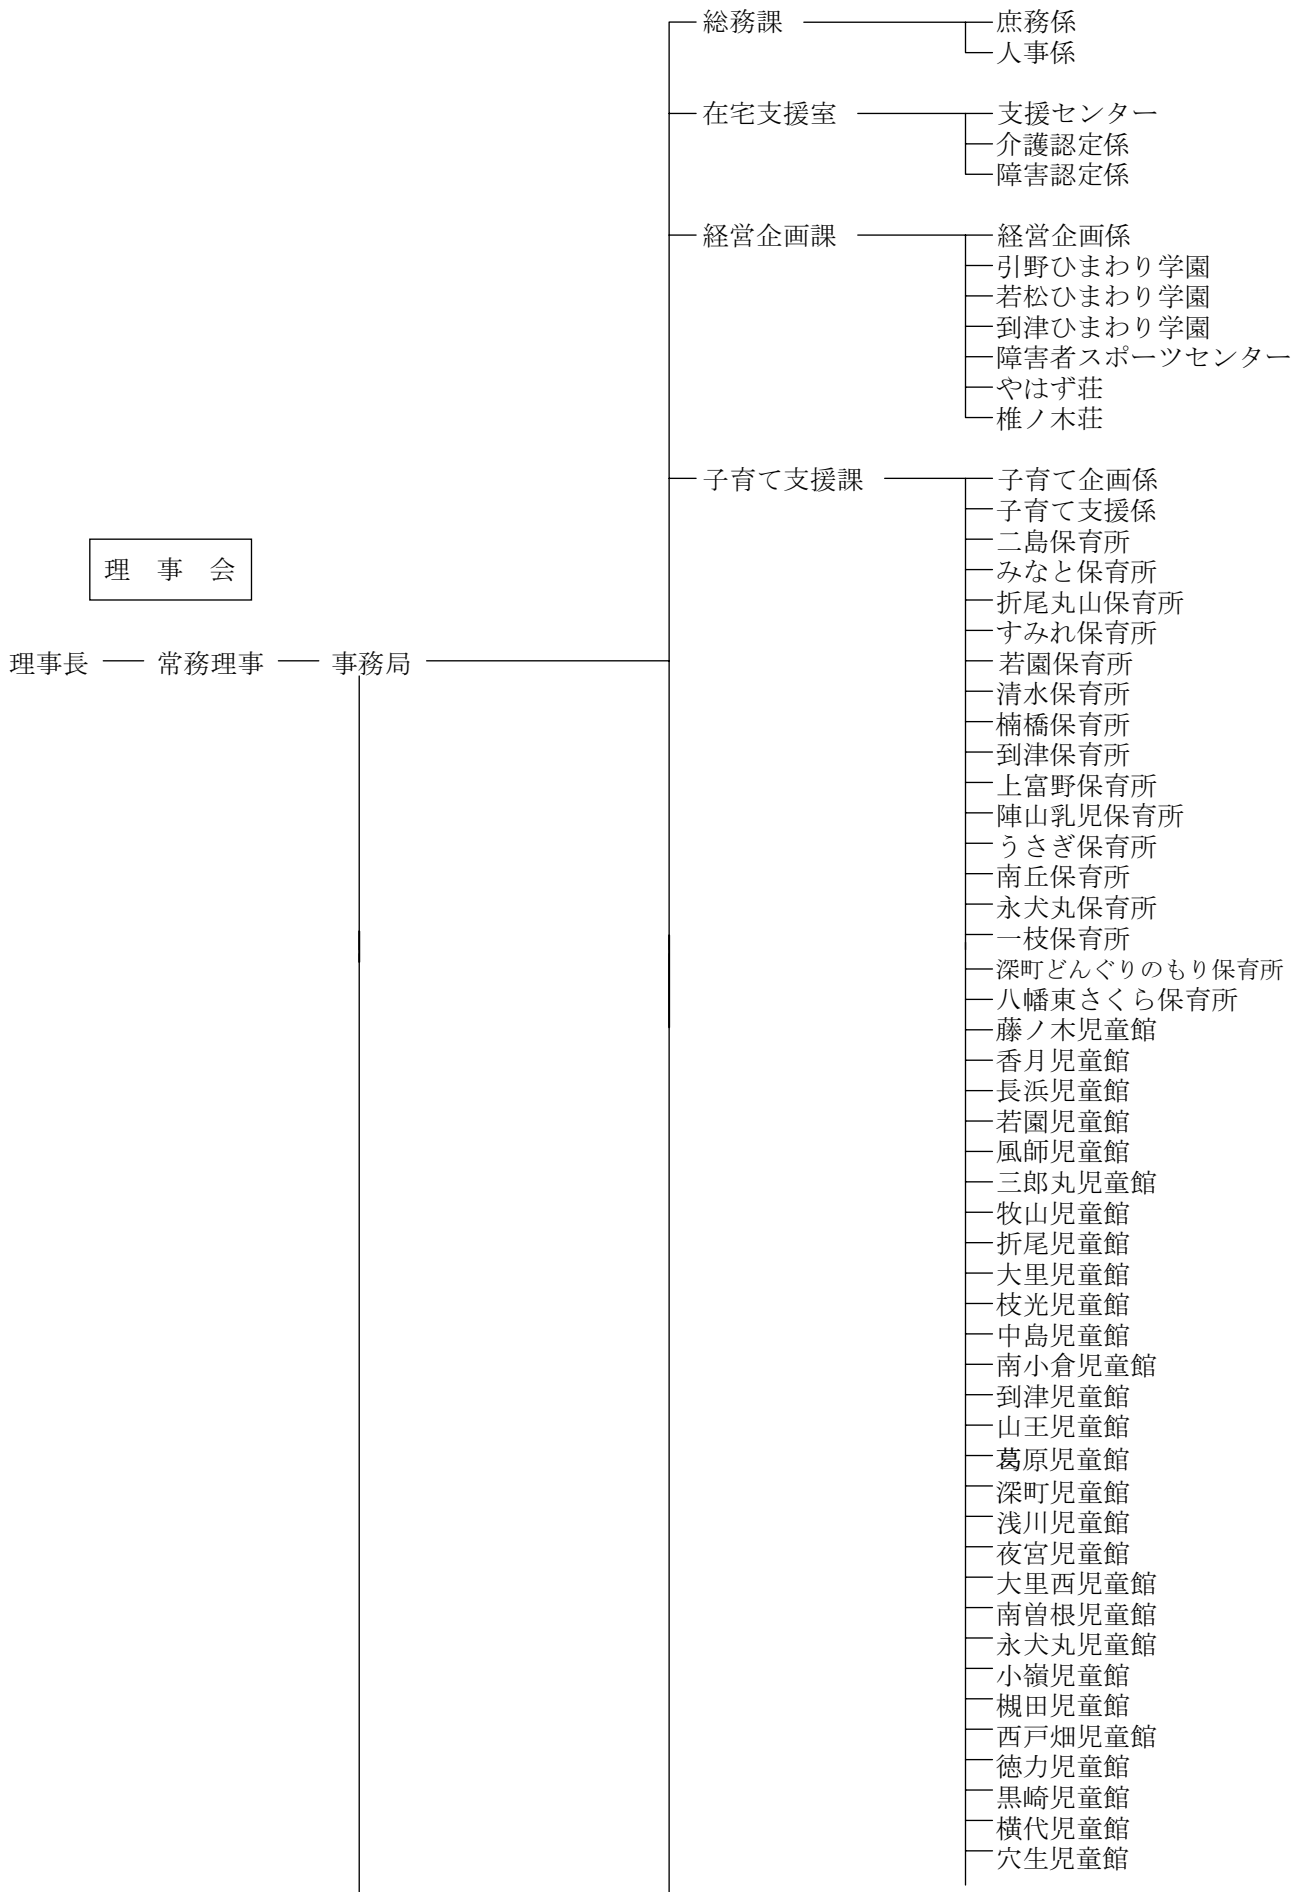 総務課 庶務係
人事係
在宅支援室 支援センター
介護認定係
障害認定係
経営企画課 経営企画係
引野ひまわり学園
若松ひまわり学園
到津ひまわり学園
障害者スポーツセンター
やはず荘
椎ノ木荘
子育て支援課 子育て企画係
子育て支援係
二島保育所
理 事 会 みなと保育所
折尾丸山保育所
すみれ保育所
理事長 常務理事 事務局 若園保育所
清水保育所
楠橋保育所
到津保育所
上富野保育所
陣山乳児保育所
うさぎ保育所
南丘保育所
永犬丸保育所
一枝保育所
深町どんぐりのもり保育所
八幡東さくら保育所
藤ノ木児童館
香月児童館
長浜児童館
若園児童館
風師児童館
三郎丸児童館
牧山児童館
折尾児童館
大里児童館
枝光児童館
中島児童館
南小倉児童館
到津児童館
山王児童館
葛原児童館
深町児童館
浅川児童館
夜宮児童館
大里西児童館
南曽根児童館
永犬丸児童館
小嶺児童館
槻田児童館
西戸畑児童館
徳力児童館
黒崎児童館
横代児童館
穴生児童館